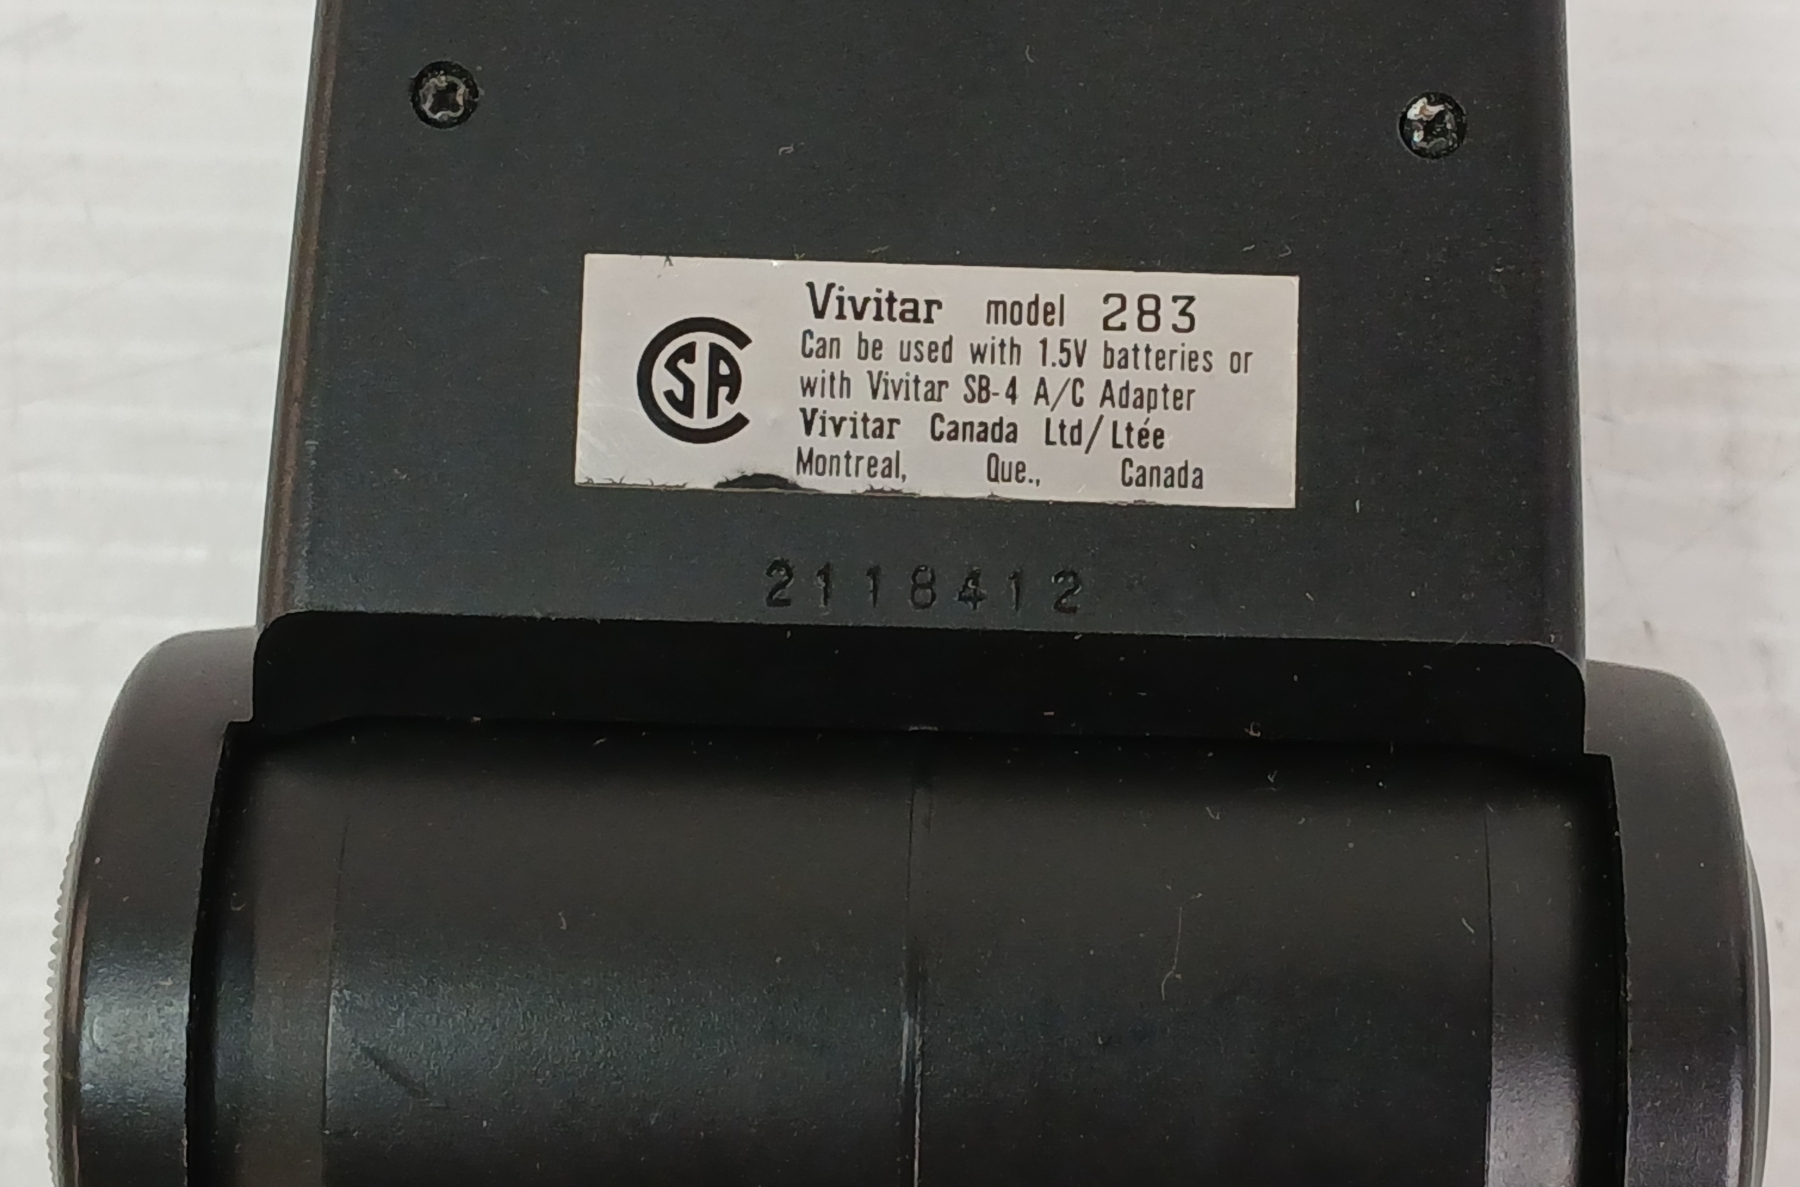 CSA
Vivitar model 283
Can be used with 1.5V batteries or
with Vivitar SB-4 A/C Adapter
Vivitar Canada Ltd/Ltée
Montreal, Que., Canada
2118412